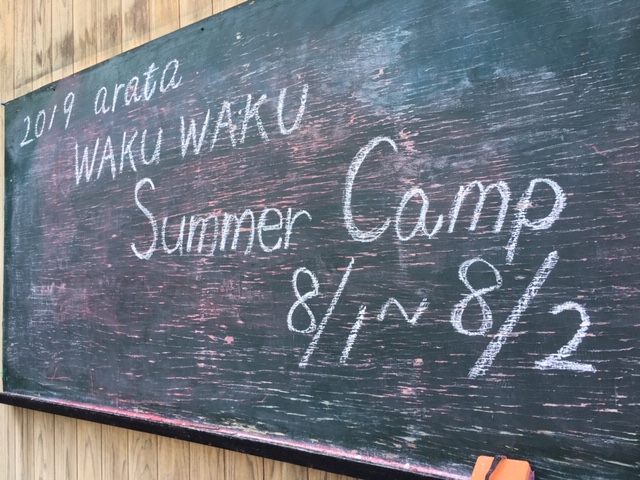 2019 arata
WAKU WAKU
Summer Camp
8/1~8/2